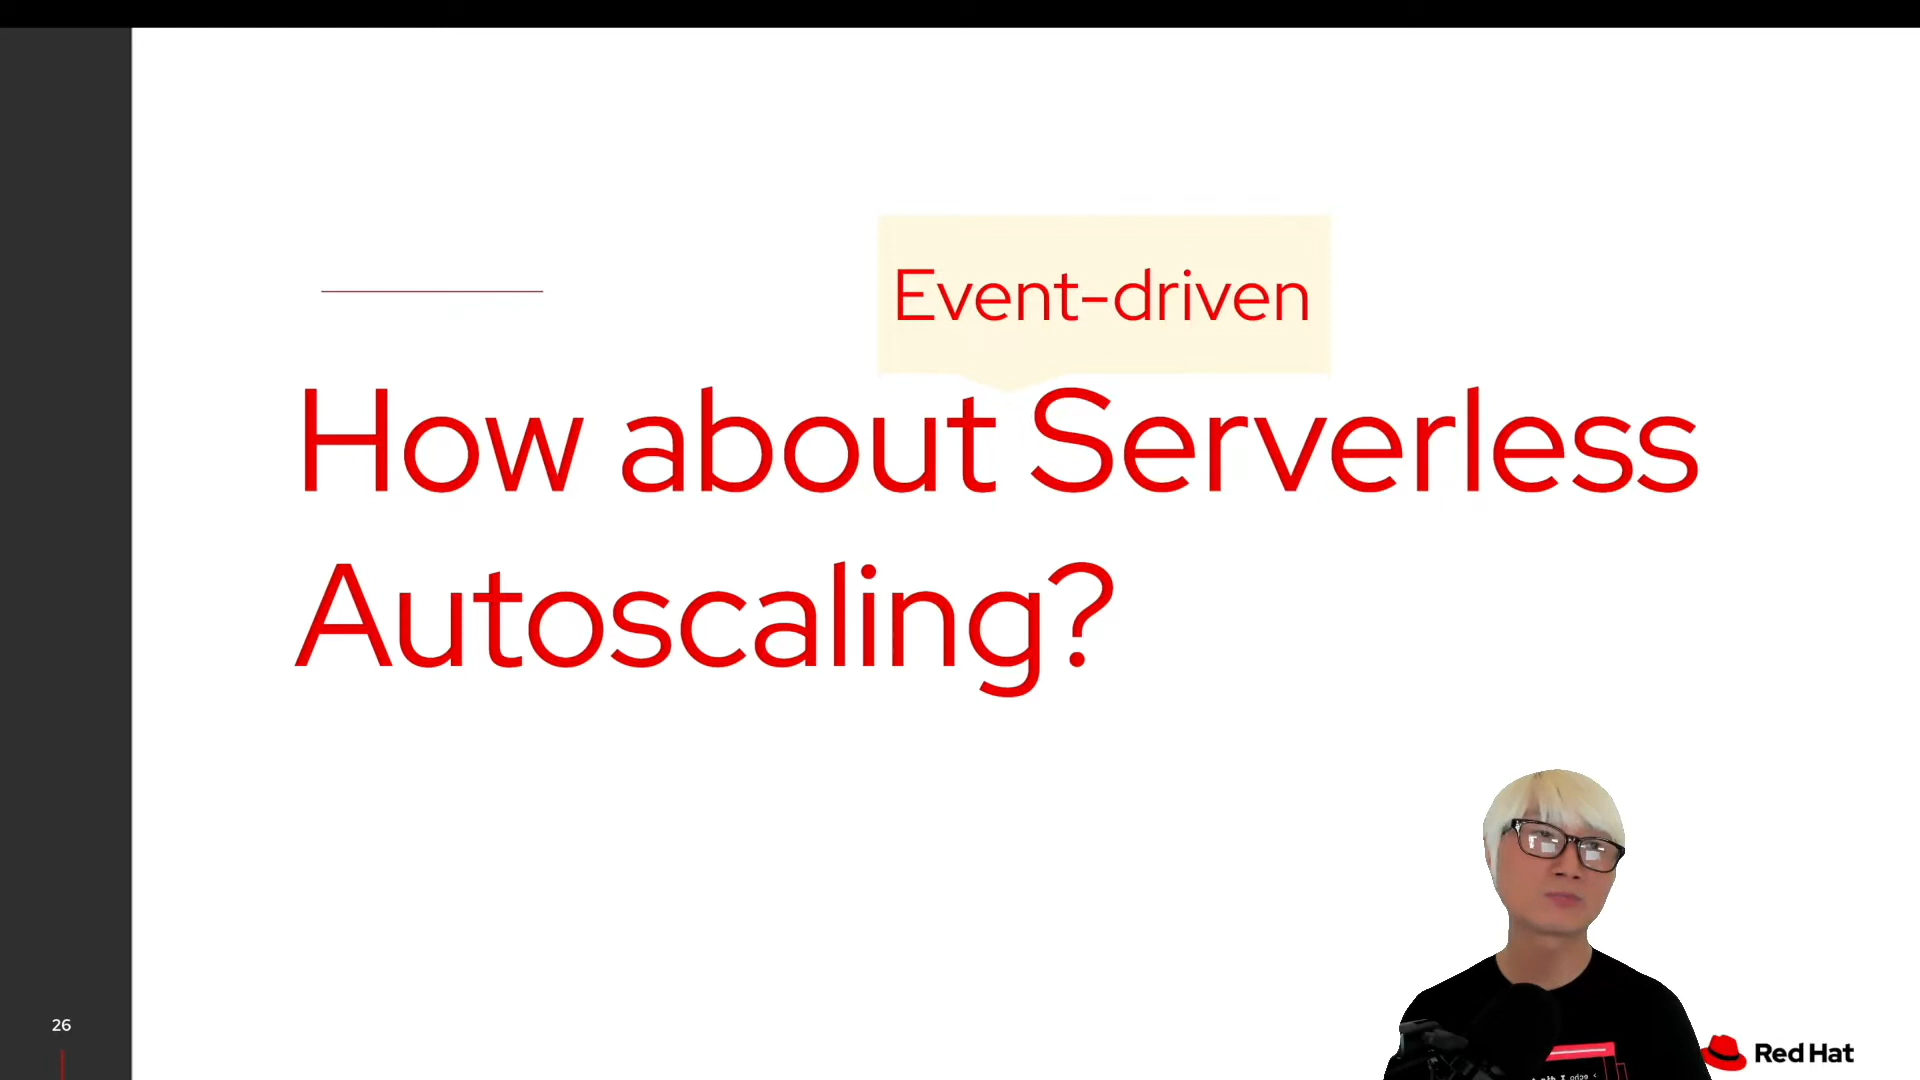 Event-driven
How about Serverless
Autoscaling?
26
Red Hat